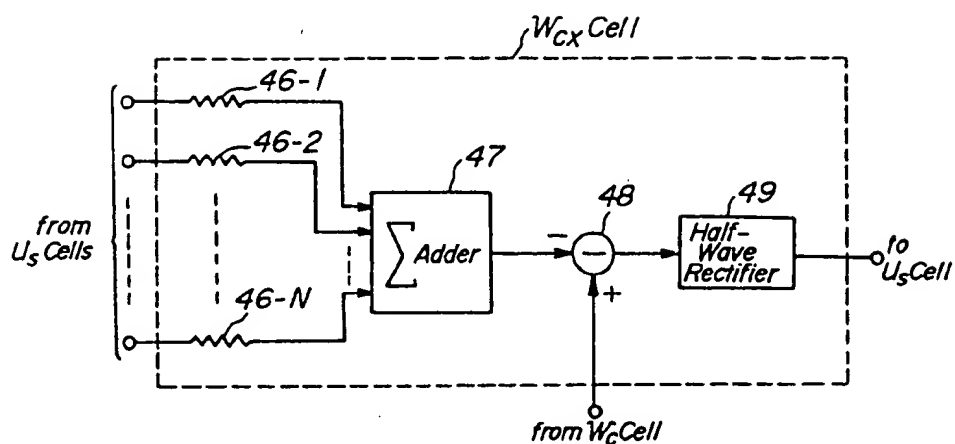 W_CX Cell
46-1
46-2
47
48
49
from
U_S Cells
Σ Adder
−
−
+
Half-
Wave
Rectifier
to
U_S Cell
46-N
from W_C Cell